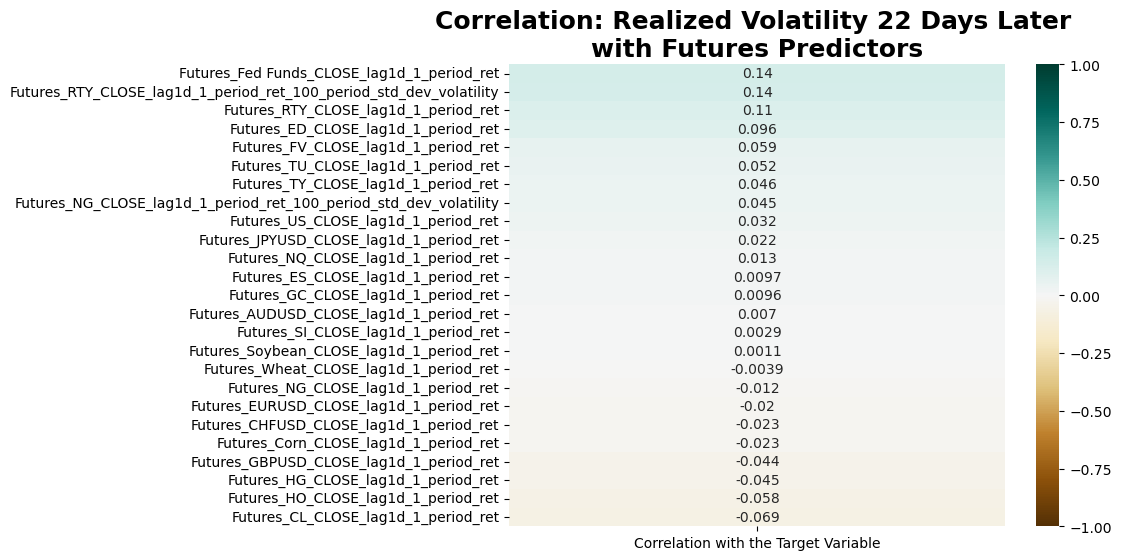 Correlation: Realized Volatility 22 Days Later
with Futures Predictors
Futures_Fed Funds_CLOSE_lag1d_1_period_ret 0.14
Futures_RTY_CLOSE_lag1d_1_period_ret_100_period_std_dev_volatility 0.14
Futures_RTY_CLOSE_lag1d_1_period_ret 0.11
Futures_ED_CLOSE_lag1d_1_period_ret 0.096
Futures_FV_CLOSE_lag1d_1_period_ret 0.059
Futures_TU_CLOSE_lag1d_1_period_ret 0.052
Futures_TY_CLOSE_lag1d_1_period_ret 0.046
Futures_NG_CLOSE_lag1d_1_period_ret_100_period_std_dev_volatility 0.045
Futures_US_CLOSE_lag1d_1_period_ret 0.032
Futures_JPYUSD_CLOSE_lag1d_1_period_ret 0.022
Futures_NQ_CLOSE_lag1d_1_period_ret 0.013
Futures_ES_CLOSE_lag1d_1_period_ret 0.0097
Futures_GC_CLOSE_lag1d_1_period_ret 0.0096
Futures_AUDUSD_CLOSE_lag1d_1_period_ret 0.007
Futures_SI_CLOSE_lag1d_1_period_ret 0.0029
Futures_Soybean_CLOSE_lag1d_1_period_ret 0.0011
Futures_Wheat_CLOSE_lag1d_1_period_ret -0.0039
Futures_NG_CLOSE_lag1d_1_period_ret -0.012
Futures_EURUSD_CLOSE_lag1d_1_period_ret -0.02
Futures_CHFUSD_CLOSE_lag1d_1_period_ret -0.023
Futures_Corn_CLOSE_lag1d_1_period_ret -0.023
Futures_GBPUSD_CLOSE_lag1d_1_period_ret -0.044
Futures_HG_CLOSE_lag1d_1_period_ret -0.045
Futures_HO_CLOSE_lag1d_1_period_ret -0.058
Futures_CL_CLOSE_lag1d_1_period_ret -0.069
Correlation with the Target Variable
1.00
0.75
0.50
0.25
0.00
−0.25
−0.50
−0.75
−1.00